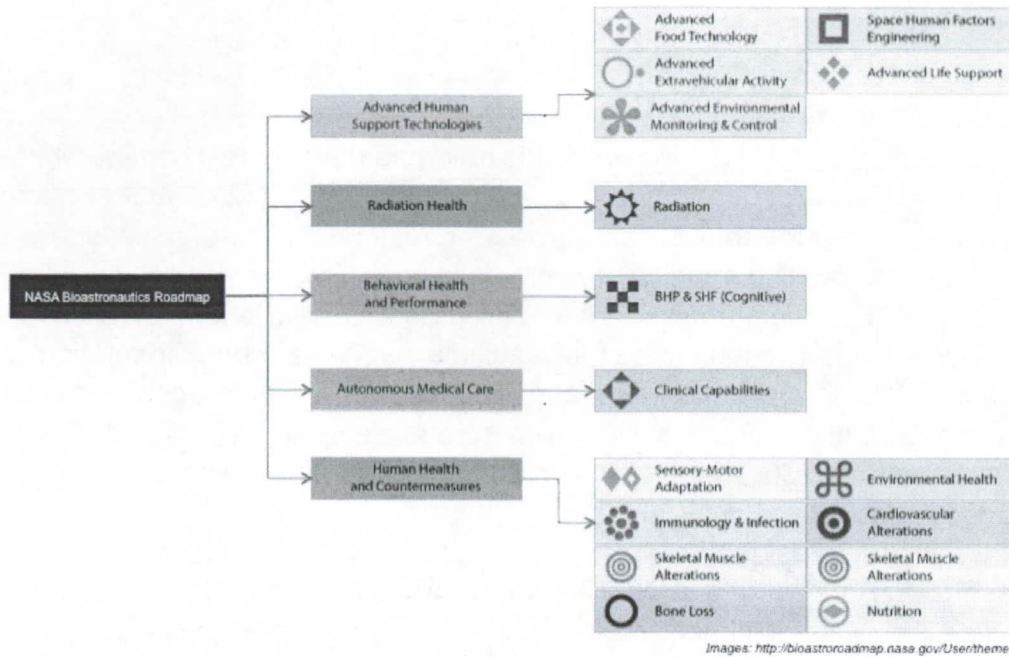 Advanced
Food Technology
Space Human Factors
Engineering
Advanced
Extravehicular Activity
Advanced Life Support
Advanced Human
Support Technologies
Advanced Environmental
Monitoring & Control
Radiation Health
Radiation
NASA Bioastronautics Roadmap
Behavioral Health
and Performance
BHP & SHF (Cognitive)
Autonomous Medical Care
Clinical Capabilities
Human Health
and Countermeasures
Sensory-Motor
Adaptation
Environmental Health
Immunology & Infection
Cardiovascular
Alterations
Skeletal Muscle
Alterations
Skeletal Muscle
Alterations
Bone Loss
Nutrition
Images: http://bioastroroadmap.nasa.gov/User/theme